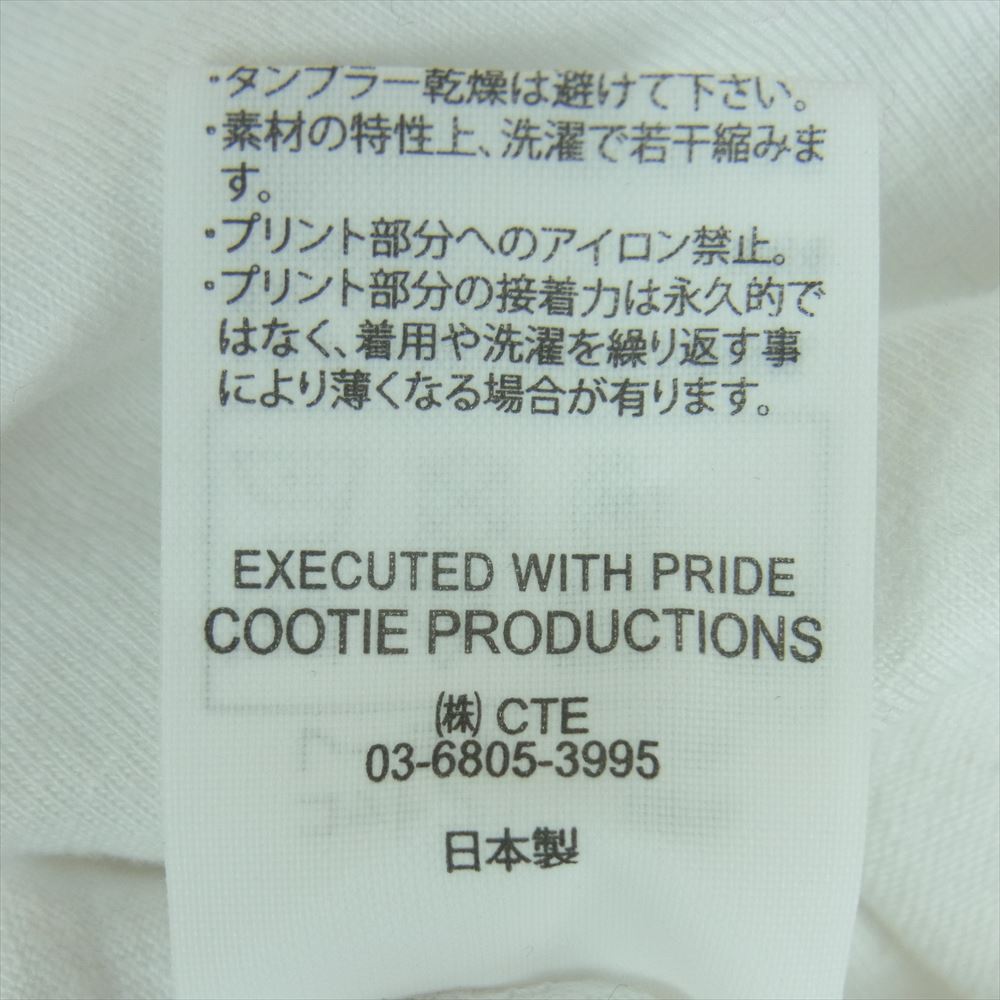 ・タンブラー乾燥は避けて下さい。
・素材の特性上、洗濯で若干縮みま
す。
・プリント部分へのアイロン禁止。
・プリント部分の接着力は永久的で
はなく、着用や洗濯を繰り返す事
により薄くなる場合が有ります。
EXECUTED WITH PRIDE
COOTIE PRODUCTIONS
㈱ CTE
03-6805-3995
日本製